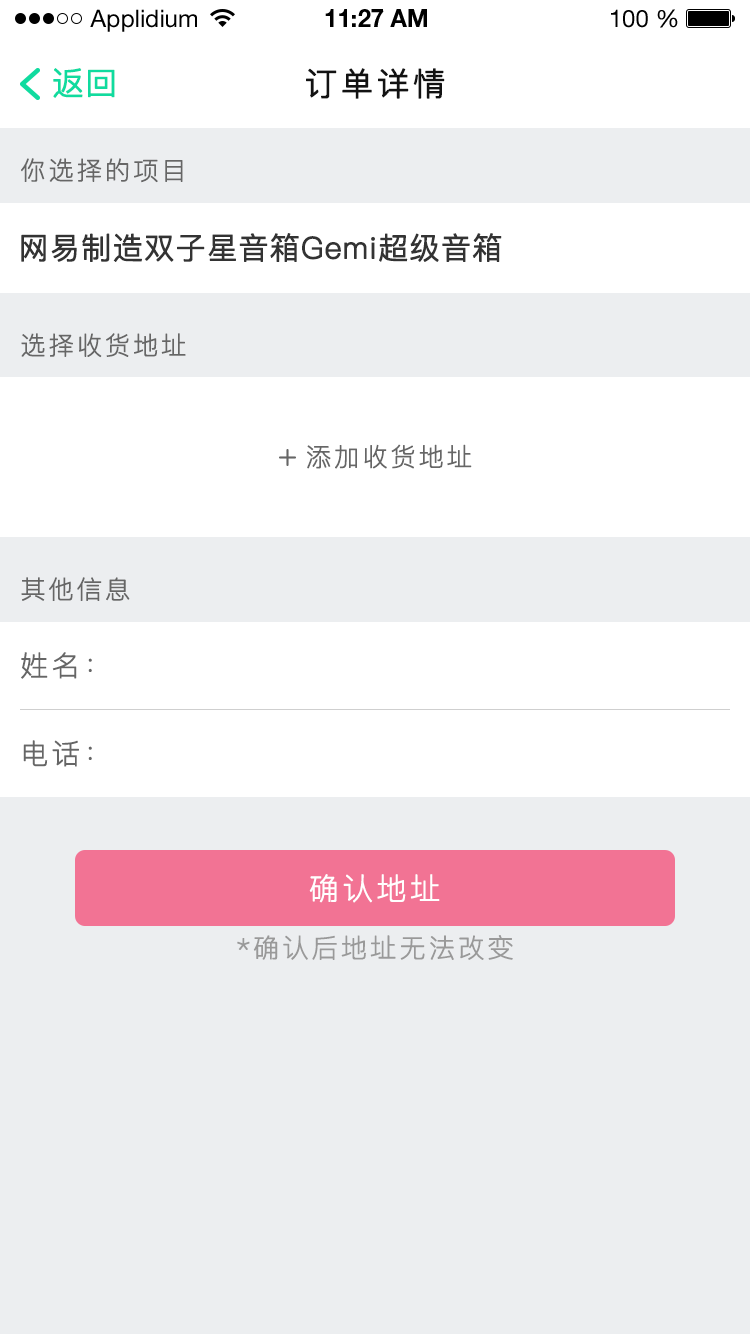 Applidium 11:27 AM 100 %
返回 订单详情
你选择的项目
网易制造双子星音箱Gemi超级音箱
选择收货地址
+ 添加收货地址
其他信息
姓名：
电话：
确认地址
*确认后地址无法改变